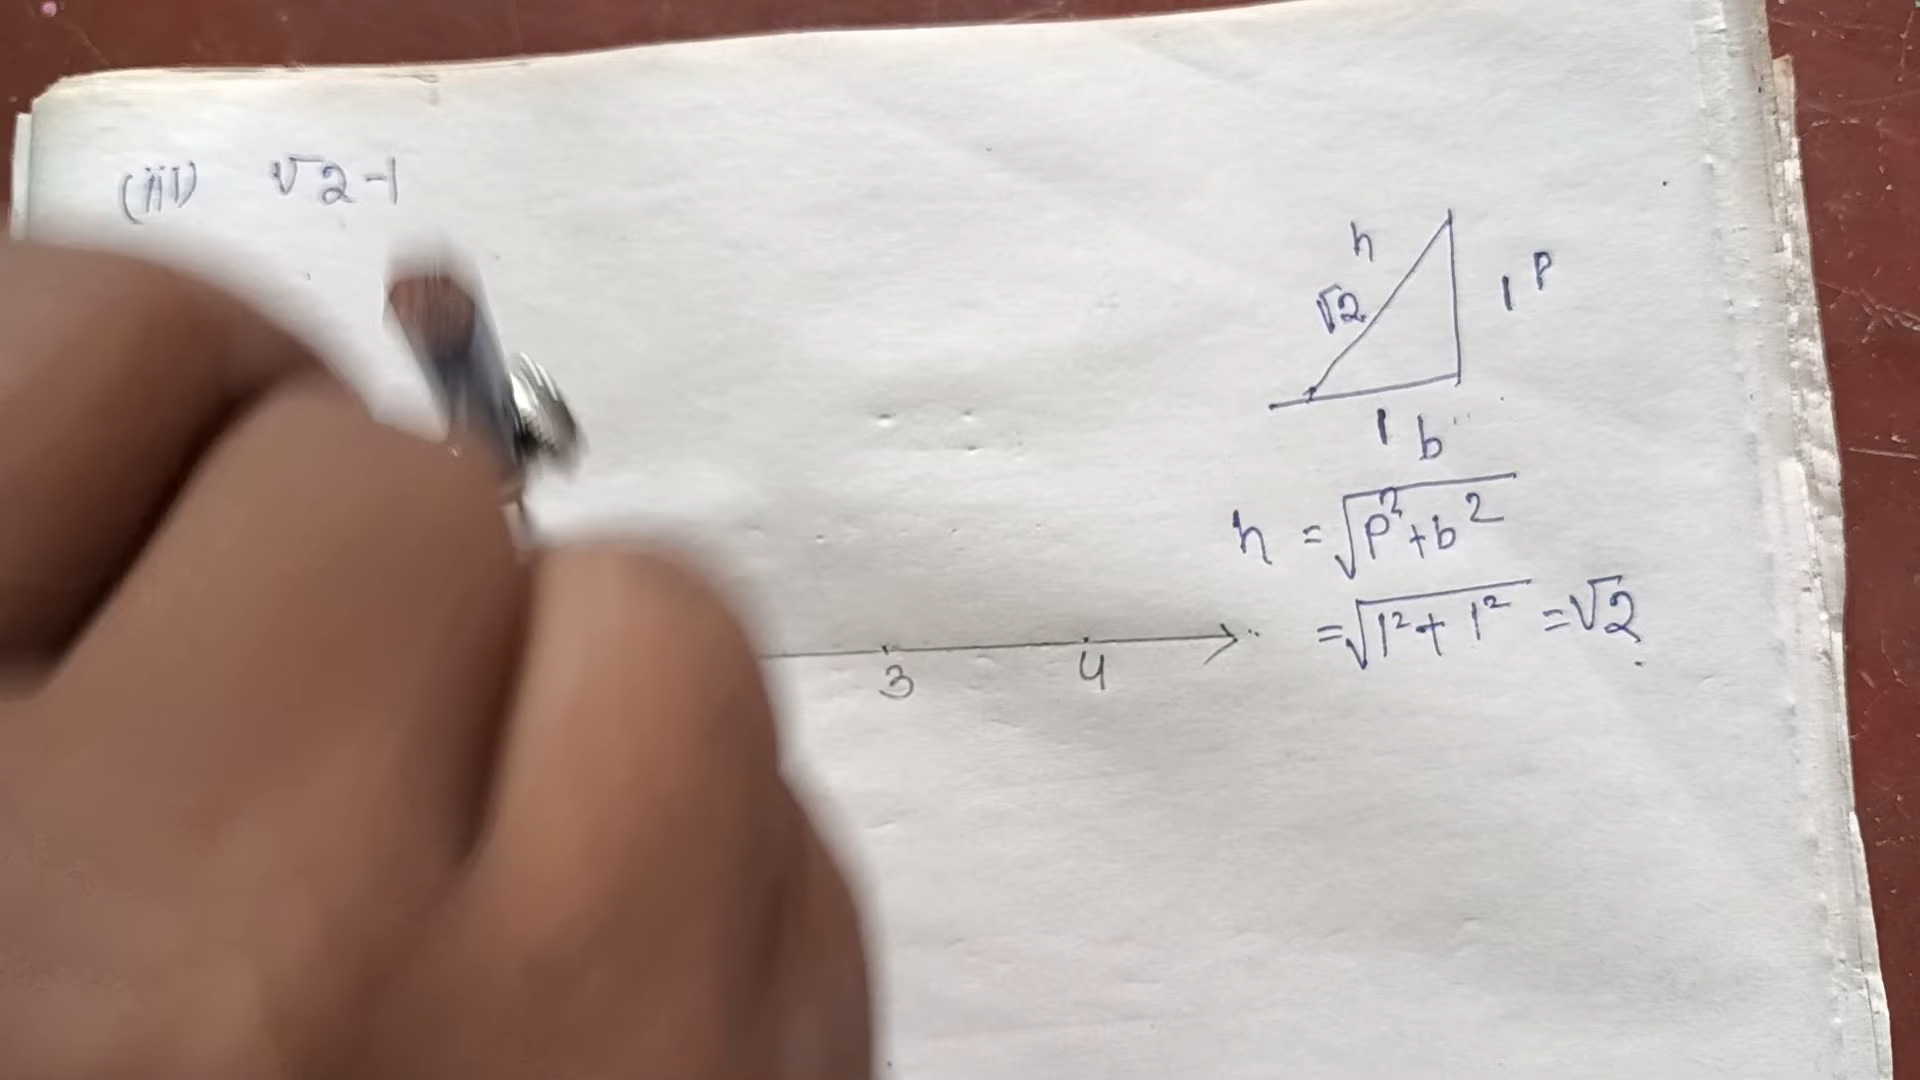 (iii) √2-1
h
√2
1 P
1 b
h = √P²+b²
= √1²+1² = √2
3 4